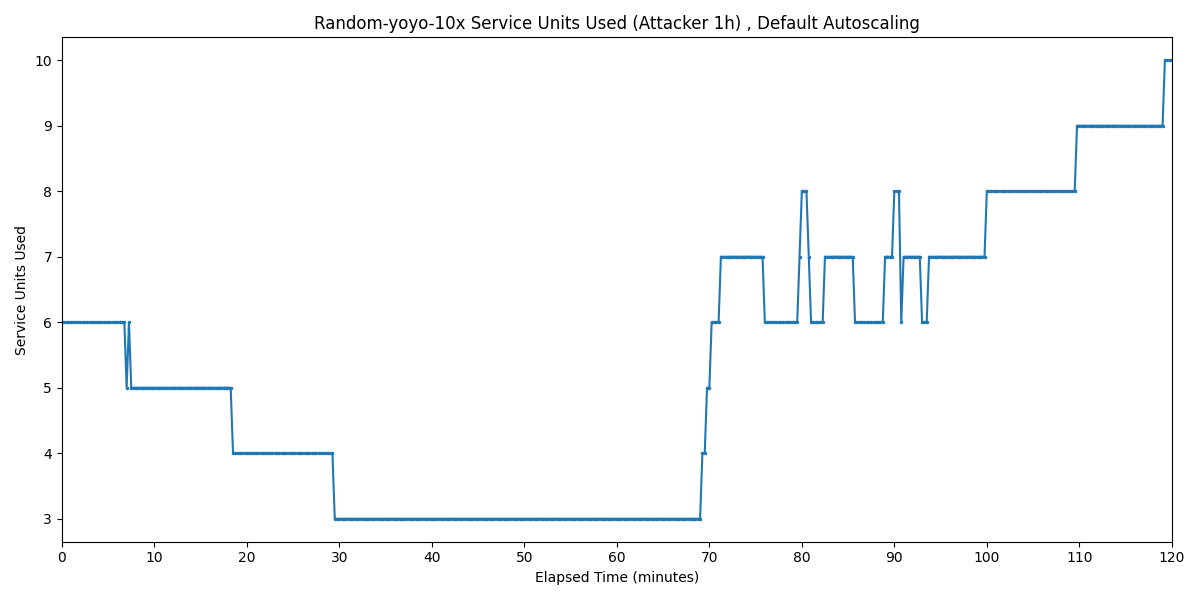 Random-yoyo-10x Service Units Used (Attacker 1h) , Default Autoscaling
Service Units Used
10
9
8
7
6
5
4
3
0 10 20 30 40 50 60 70 80 90 100 110 120
Elapsed Time (minutes)